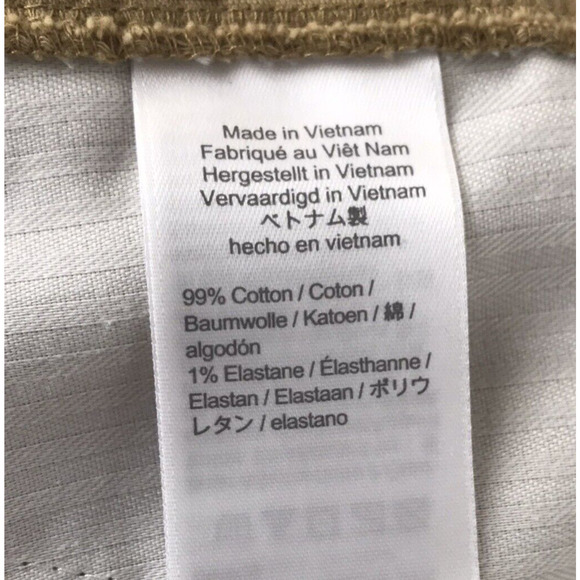 Made in Vietnam
Fabriqué au Viêt Nam
Hergestellt in Vietnam
Vervaardigd in Vietnam
ベトナム製
hecho en vietnam
99% Cotton / Coton /
Baumwolle / Katoen / 綿 /
algodón
1% Elastane / Élasthanne /
Elastan / Elastaan / ポリウ
レタン / elastano